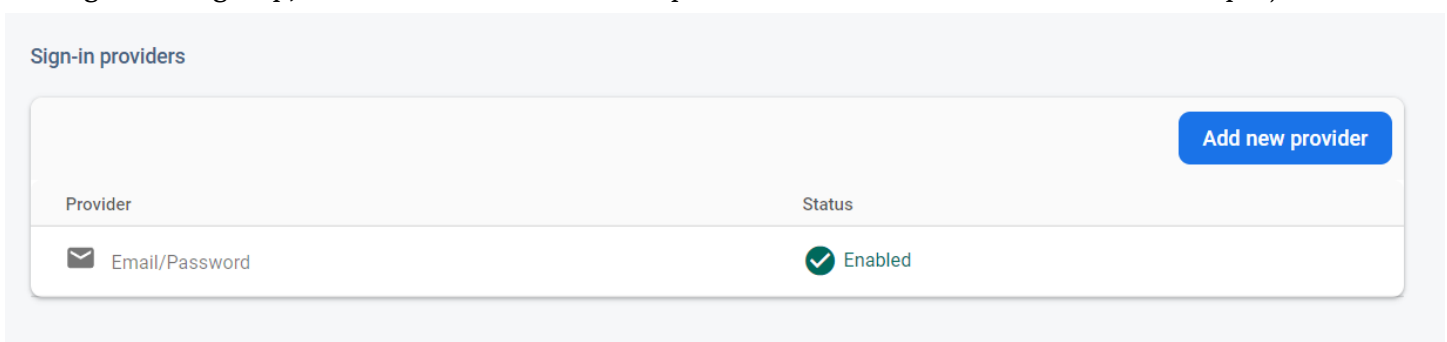 Sign-in providers
Add new provider
Provider Status
Email/Password Enabled